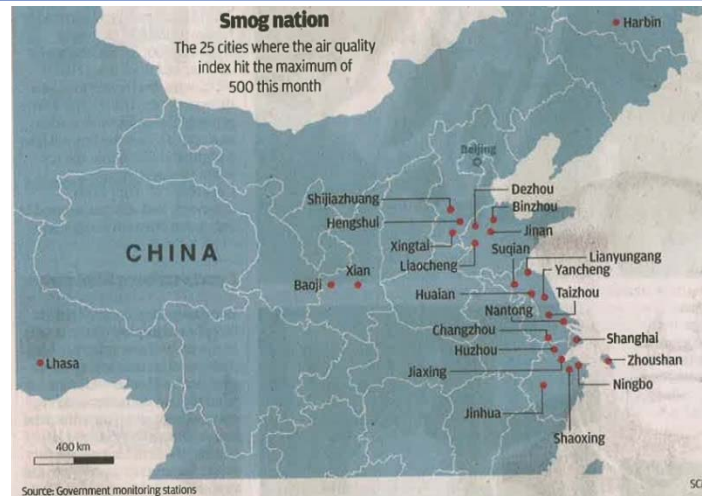 Smog nation
The 25 cities where the air quality
index hit the maximum of
500 this month
Harbin
Beijing
Shijiazhuang
Dezhou
Binzhou
Hengshui
Jinan
Xingtai
Suqian
Lianyungang
Liaocheng
Yancheng
CHINA
Xian
Baoji
Huaian
Taizhou
Nantong
Changzhou
Shanghai
Huzhou
Zhoushan
Lhasa
Jiaxing
Ningbo
Jinhua
Shaoxing
400 km
Source: Government monitoring stations